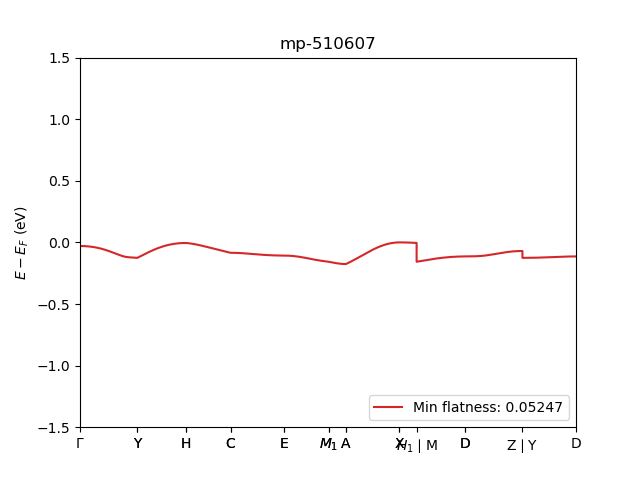 mp-510607
1.5
1.0
0.5
0.0
−0.5
−1.0
−1.5
E − E_F (eV)
Min flatness: 0.05247
Γ Y H C E M_1 A X H_1 | M D Z | Y D